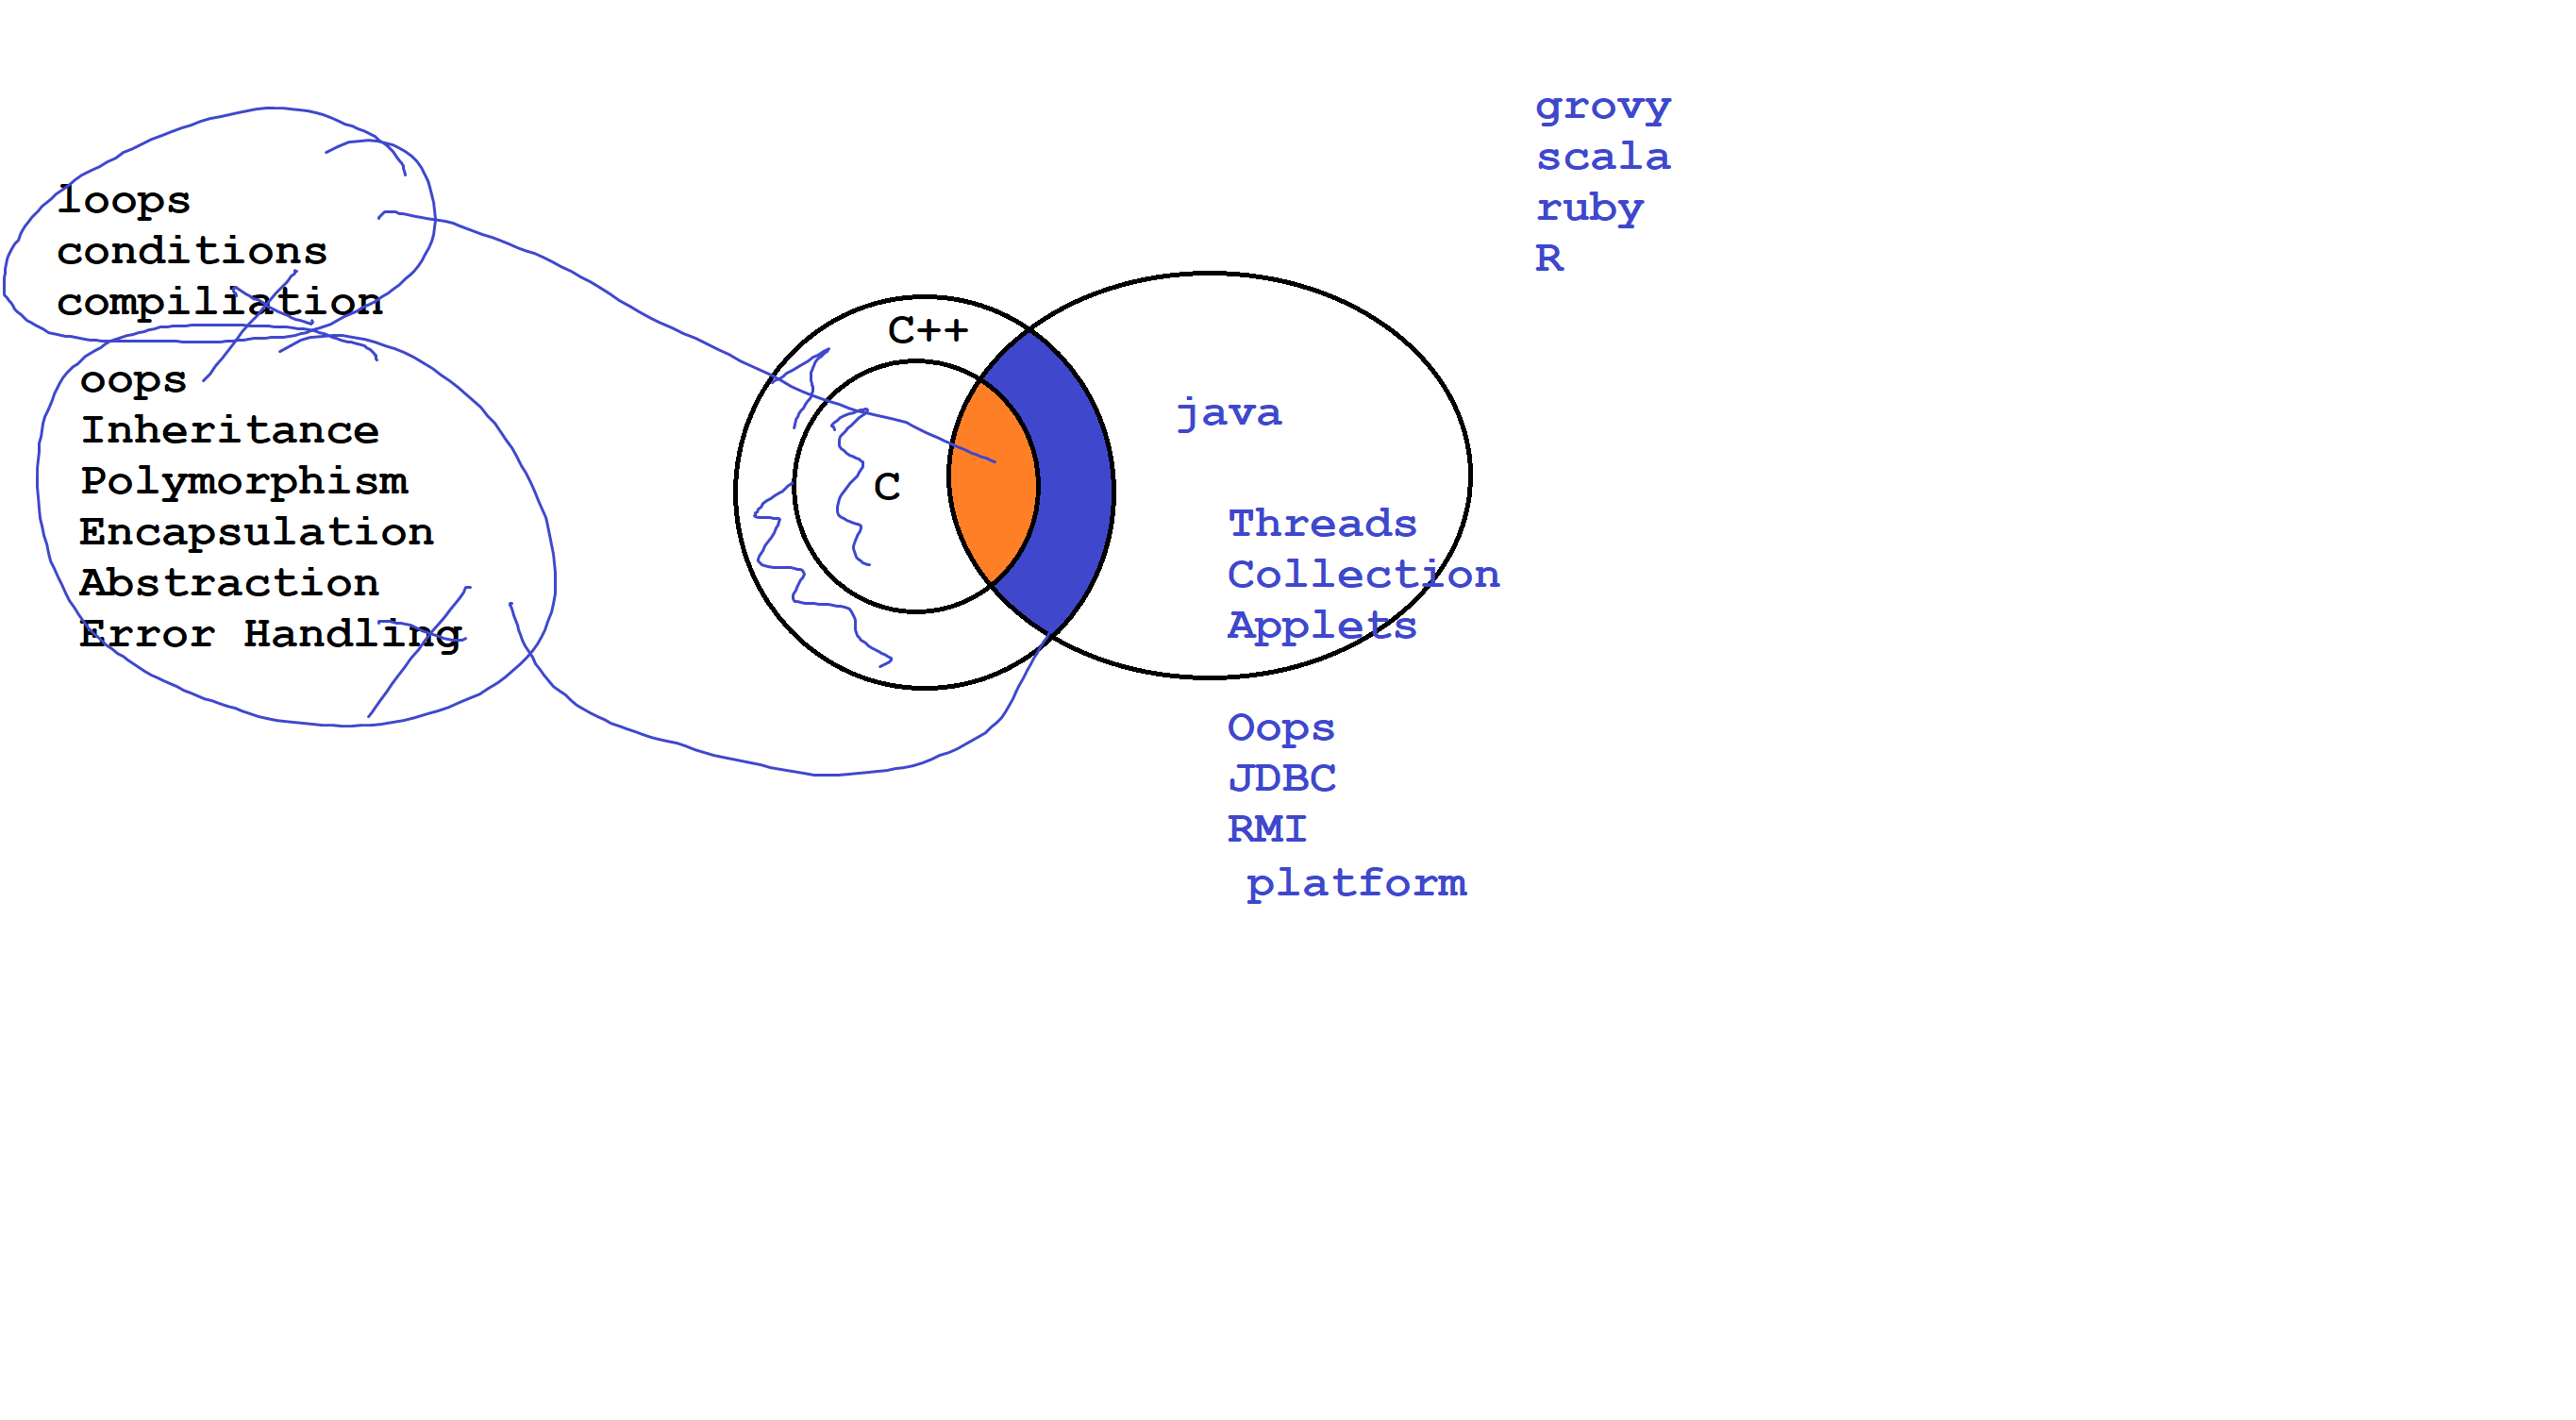 loops
conditions
compiliation
oops
Inheritance
Polymorphism
Encapsulation
Abstraction
Error Handling
C++
C
java
Threads
Collection
Applets
Oops
JDBC
RMI
platform
grovy
scala
ruby
R